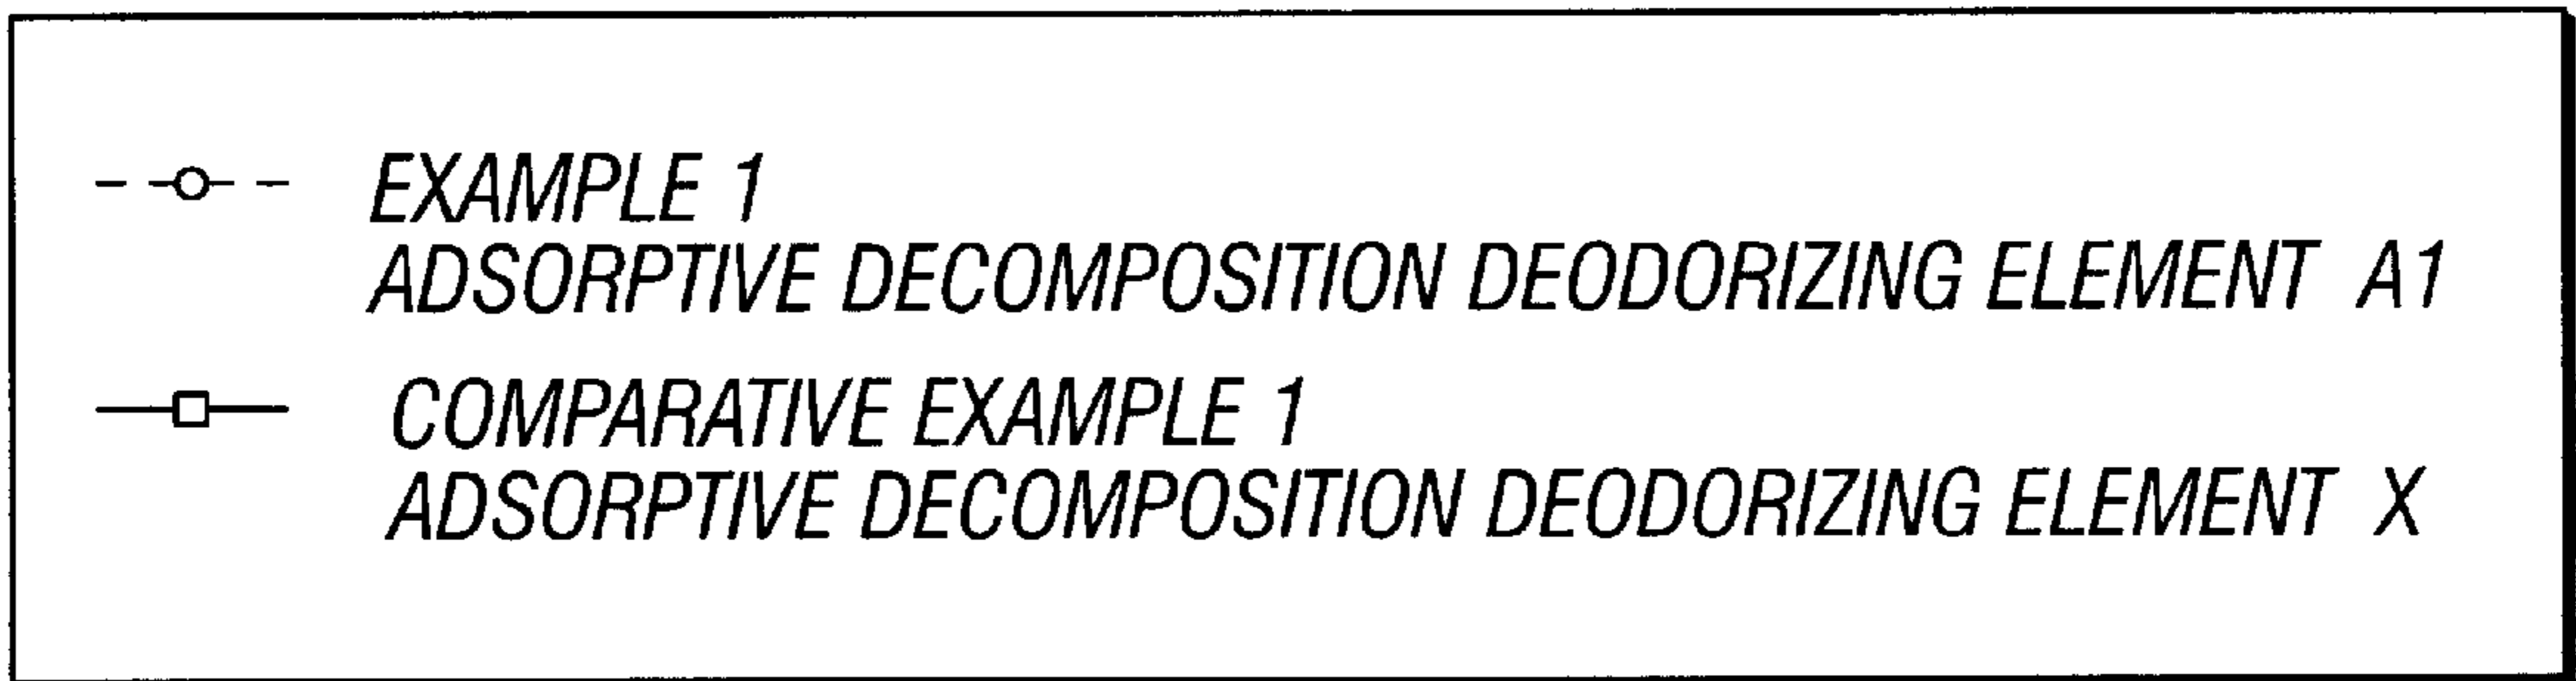 EXAMPLE 1
ADSORPTIVE DECOMPOSITION DEODORIZING ELEMENT A1
COMPARATIVE EXAMPLE 1
ADSORPTIVE DECOMPOSITION DEODORIZING ELEMENT X